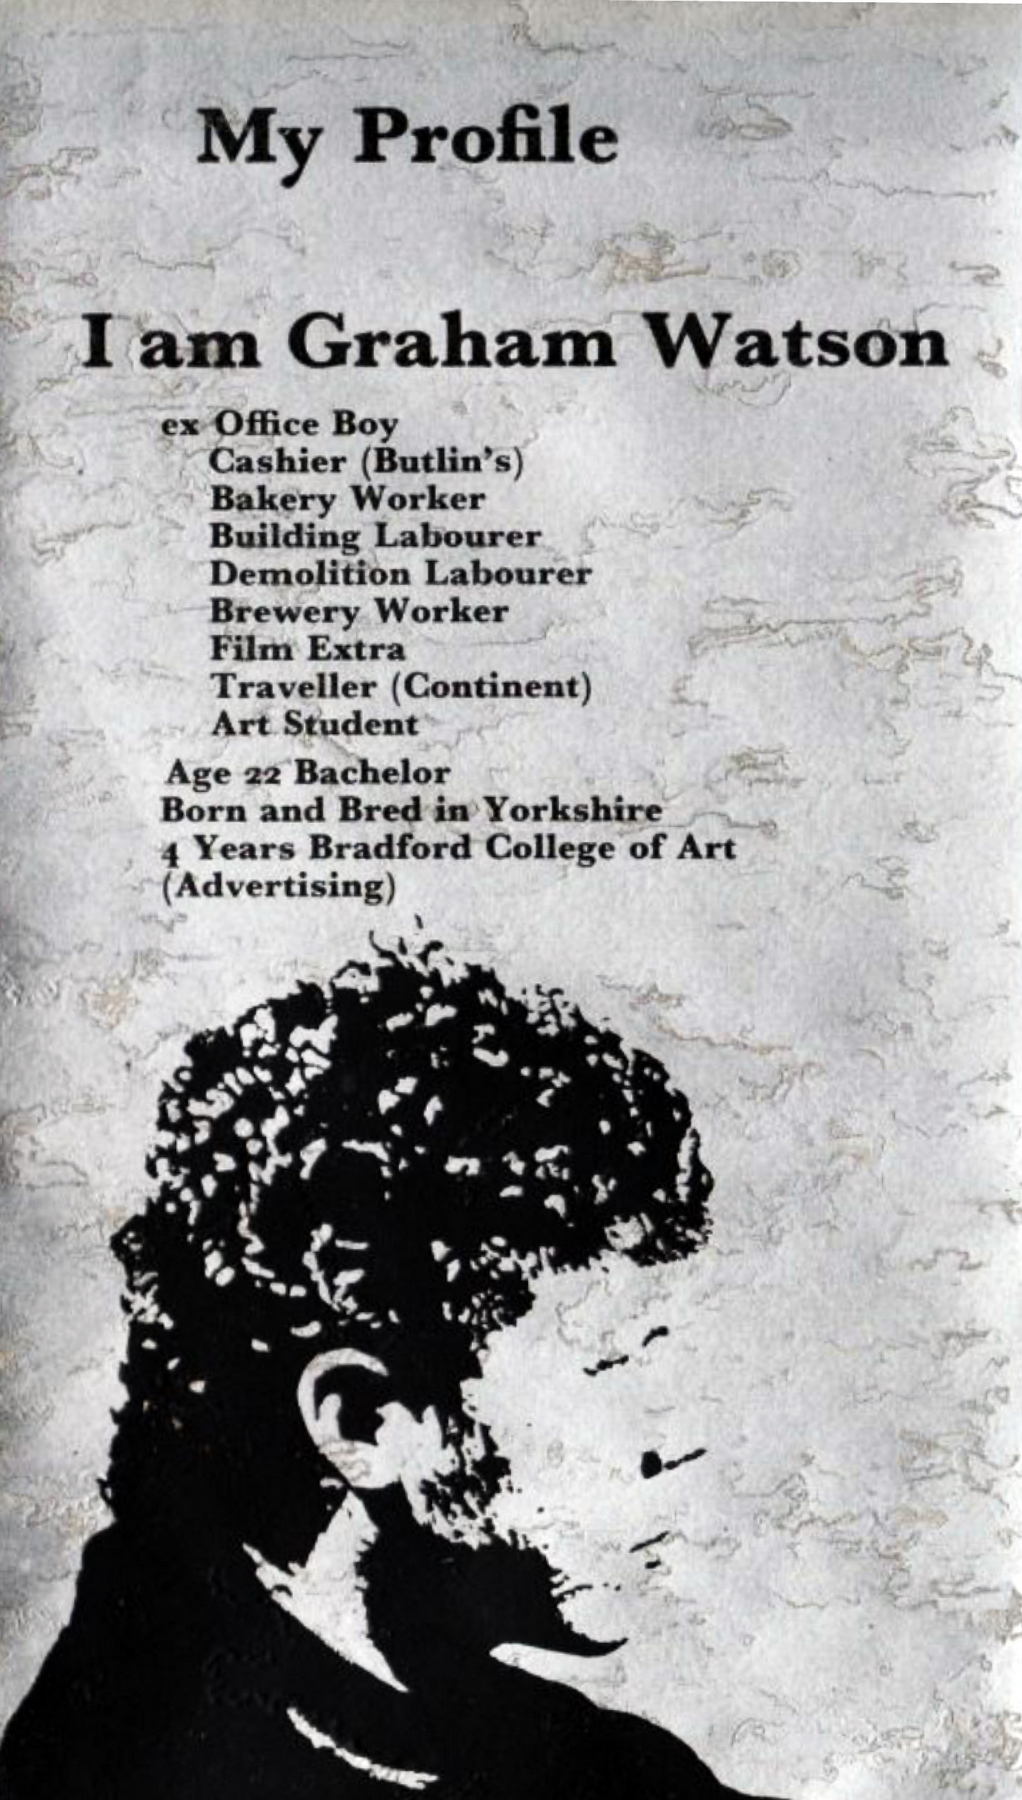 My Profile
I am Graham Watson
ex Office Boy
Cashier (Butlin's)
Bakery Worker
Building Labourer
Demolition Labourer
Brewery Worker
Film Extra
Traveller (Continent)
Art Student
Age 22 Bachelor
Born and Bred in Yorkshire
4 Years Bradford College of Art
(Advertising)